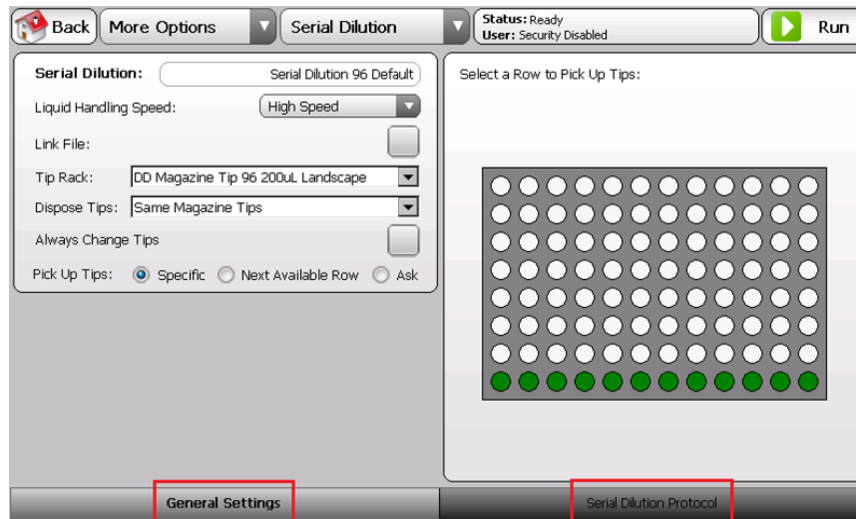 Back
More Options
Serial Dilution
Status: Ready
User: Security Disabled
Run
Serial Dilution:
Serial Dilution 96 Default
Liquid Handling Speed:
High Speed
Link File:
Tip Rack:
DD Magazine Tip 96 200uL Landscape
Dispose Tips:
Same Magazine Tips
Always Change Tips
Pick Up Tips:
Specific
Next Available Row
Ask
Select a Row to Pick Up Tips:
General Settings
Serial Dilution Protocol